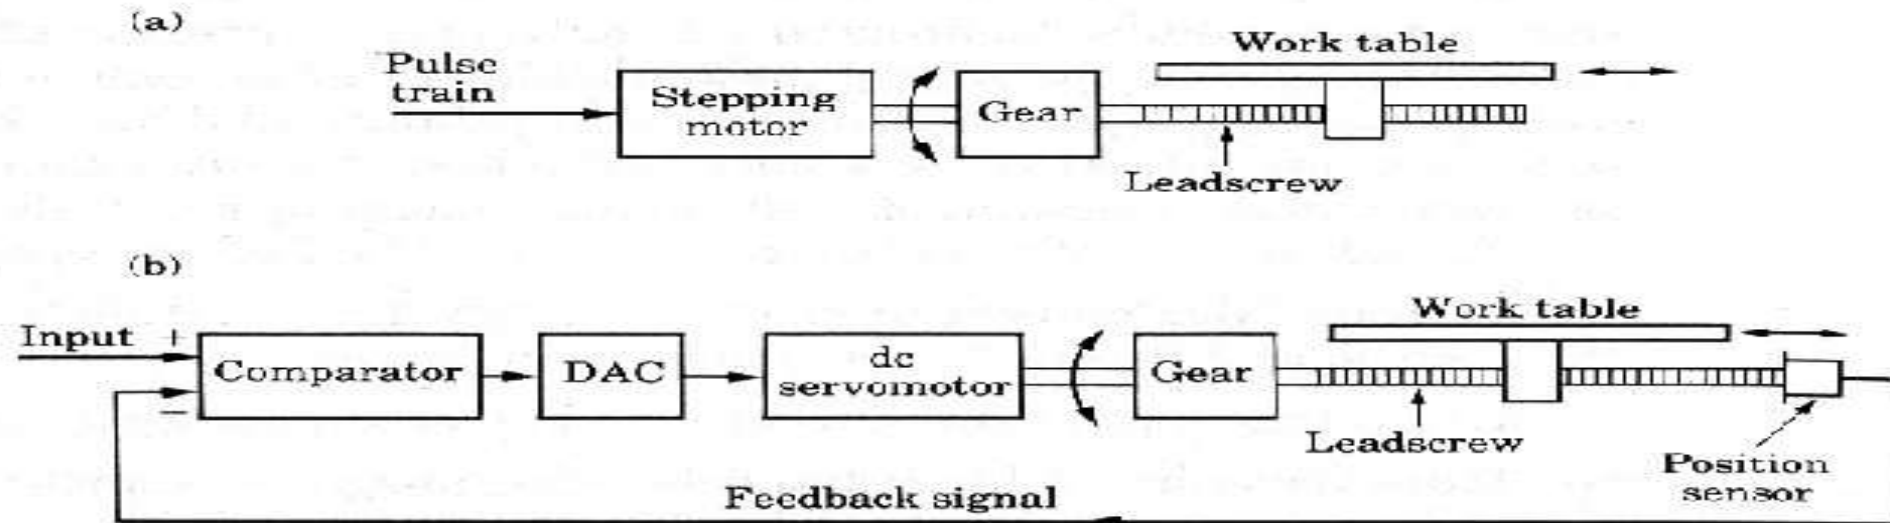 (a)
Pulse
train
Stepping
motor
Gear
Work table
Leadscrew
(b)
Input +
−
Comparator
DAC
dc
servomotor
Gear
Work table
Leadscrew
Position
sensor
Feedback signal